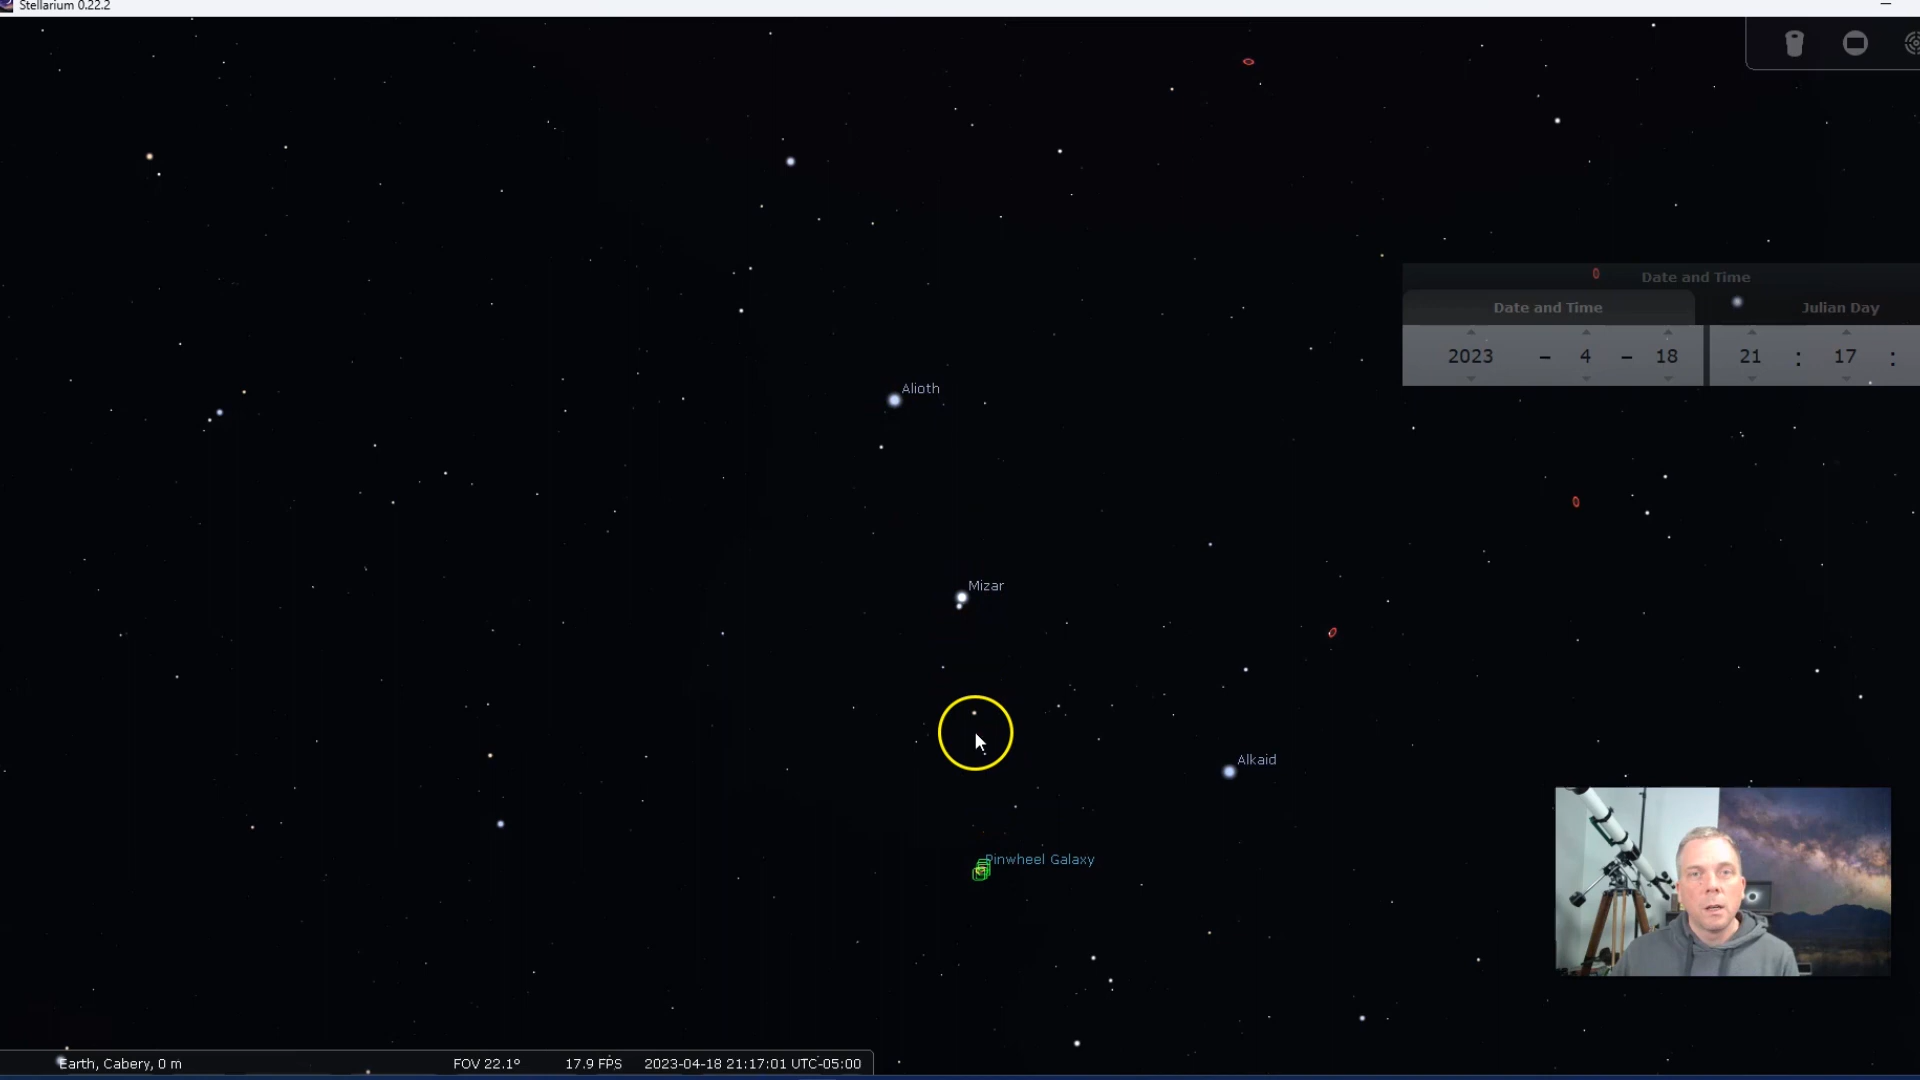 Stellarium 0.22.2
Date and Time
Date and Time Julian Day
2023 - 4 - 18 21 : 17 :
Alioth
Mizar
Alkaid
Pinwheel Galaxy
Earth, Cabery, 0 m FOV 22.1° 17.9 FPS 2023-04-18 21:17:01 UTC-05:00